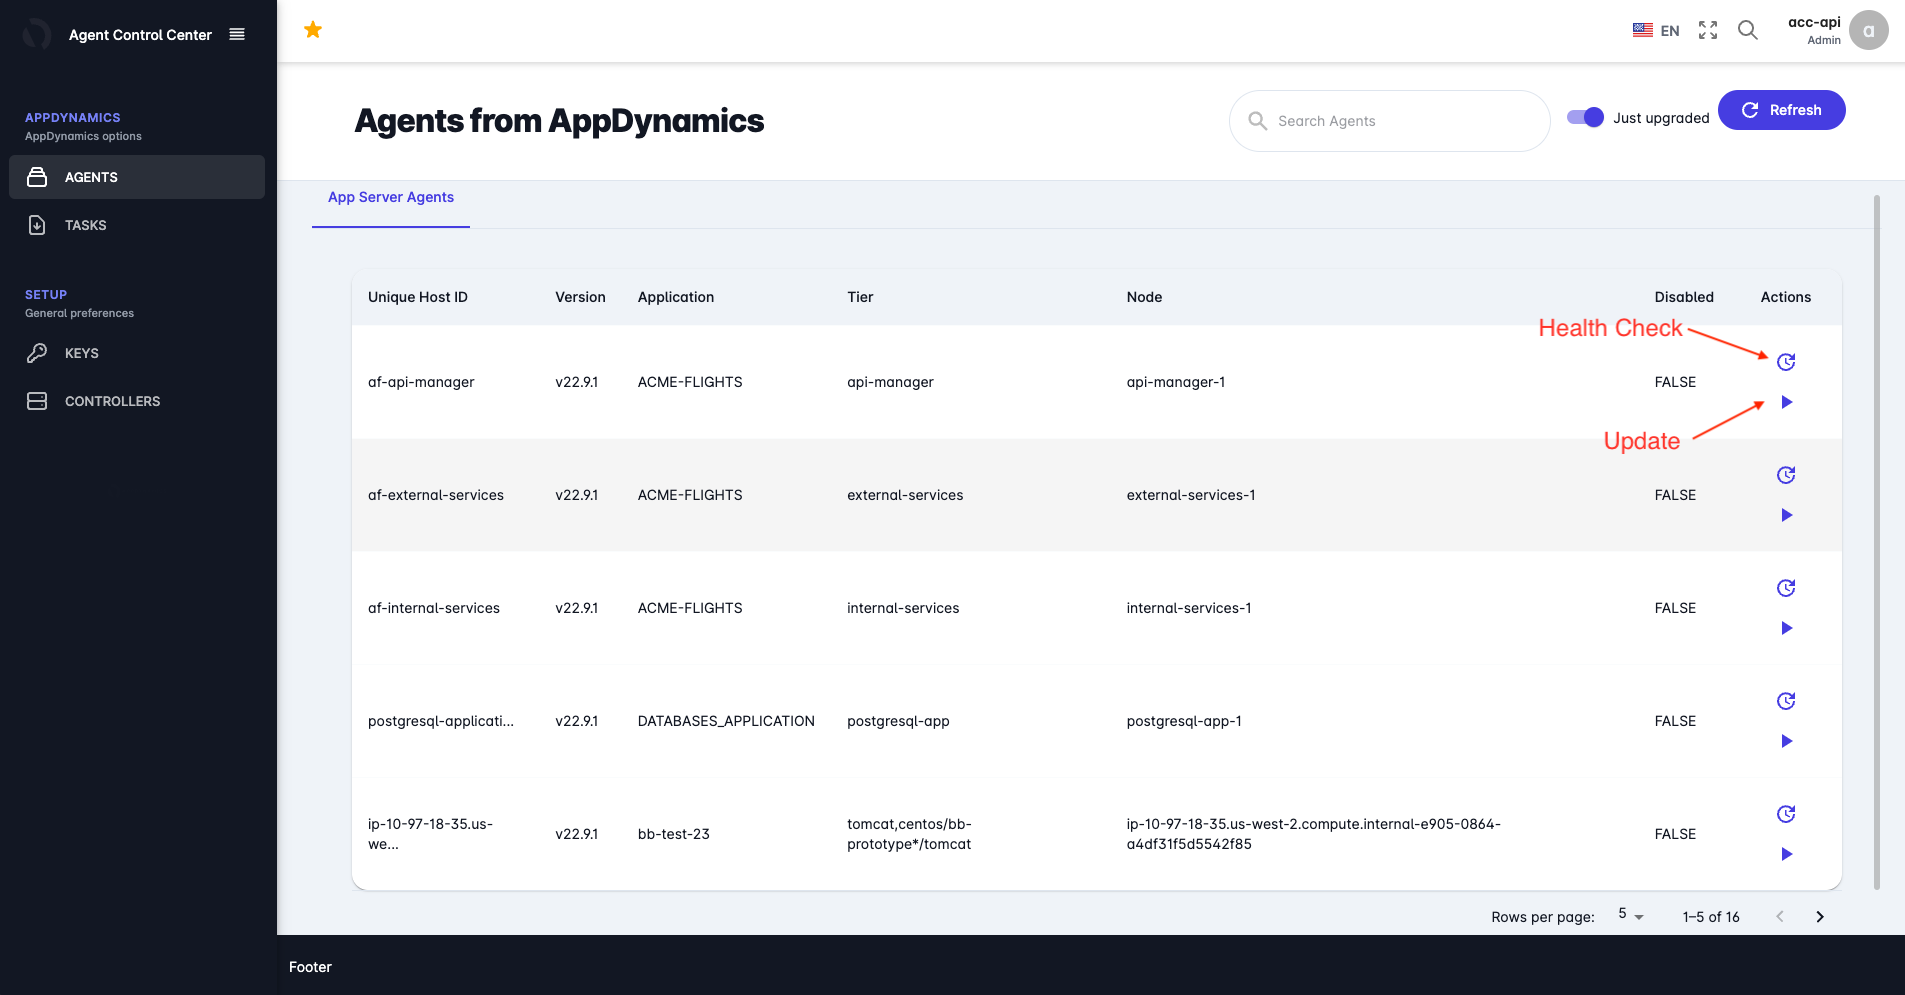 Agent Control Center
EN
acc-api
Admin
a
APPDYNAMICS
AppDynamics options
AGENTS
TASKS
SETUP
General preferences
KEYS
CONTROLLERS
Agents from AppDynamics
Search Agents
Just upgraded
Refresh
App Server Agents
Unique Host ID Version Application Tier Node Disabled Actions
Health Check
af-api-manager v22.9.1 ACME-FLIGHTS api-manager api-manager-1 FALSE
Update
af-external-services v22.9.1 ACME-FLIGHTS external-services external-services-1 FALSE
af-internal-services v22.9.1 ACME-FLIGHTS internal-services internal-services-1 FALSE
postgresql-applicati... v22.9.1 DATABASES_APPLICATION postgresql-app postgresql-app-1 FALSE
ip-10-97-18-35.us-
we...
v22.9.1 bb-test-23
tomcat,centos/bb-
prototype*/tomcat
ip-10-97-18-35.us-west-2.compute.internal-e905-0864-
a4df31f5d5542f85
FALSE
Rows per page: 5 1–5 of 16
Footer